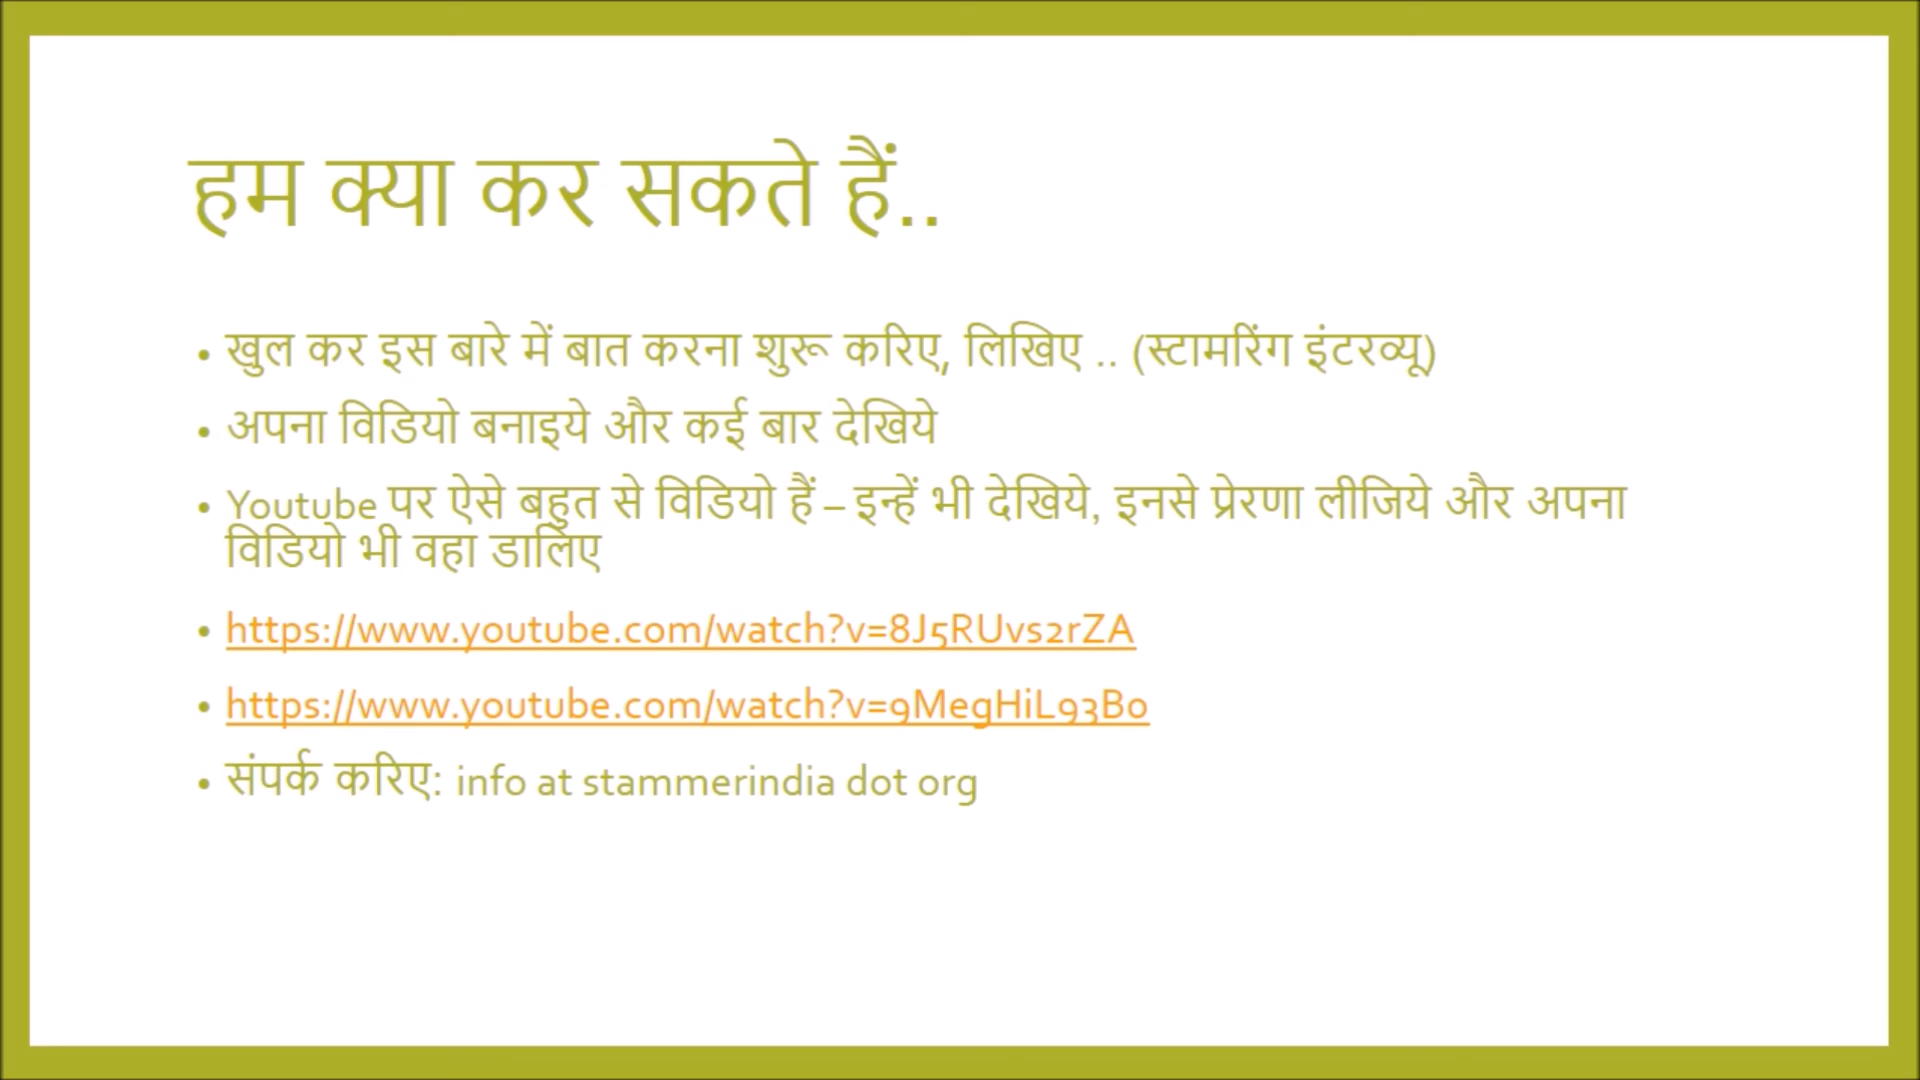 हम क्या कर सकते हैं..
• खुल कर इस बारे में बात करना शुरू करिए, लिखिए .. (स्टामरिंग इंटरव्यू)
• अपना विडियो बनाइये और कई बार देखिये
• Youtube पर ऐसे बहुत से विडियो हैं – इन्हें भी देखिये, इनसे प्रेरणा लीजिये और अपना
विडियो भी वहा डालिए
• https://www.youtube.com/watch?v=8J5RUvs2rZA
• https://www.youtube.com/watch?v=9MegHiL93B0
• संपर्क करिए: info at stammerindia dot org